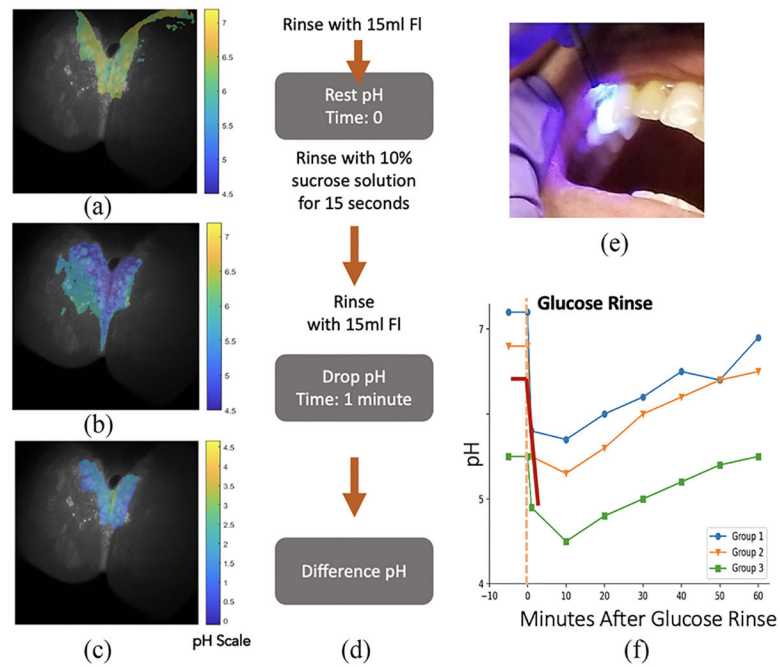 7
6.5
6
5.5
5
4.5
(a)
7
6.5
6
5.5
5
4.5
(b)
4.5
4
3.5
3
2.5
2
1.5
1
0.5
0
(c)
pH Scale
Rinse with 15ml Fl
Rest pH
Time: 0
Rinse with 10%
sucrose solution
for 15 seconds
Rinse
with 15ml Fl
Drop pH
Time: 1 minute
Difference pH
(d)
(e)
Glucose Rinse
7
pH
5
4
-10
0
10
20
30
40
50
60
Group 1
Group 2
Group 3
Minutes After Glucose Rinse
(f)